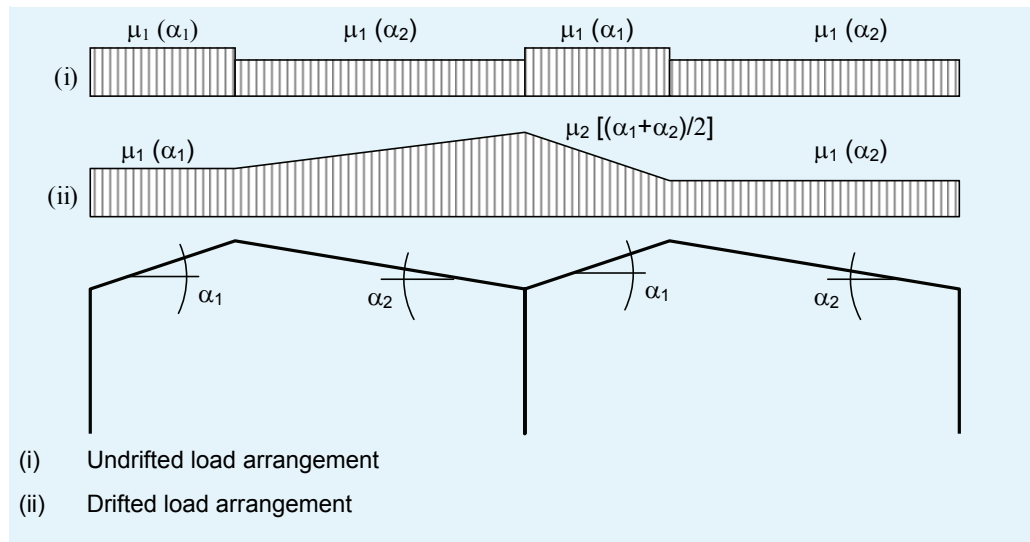 μ₁ (α₁) μ₁ (α₂) μ₁ (α₁) μ₁ (α₂)
(i)
μ₂ [(α₁+α₂)/2]
μ₁ (α₁) μ₁ (α₂)
(ii)
α₁ α₂ α₁ α₂
(i) Undrifted load arrangement
(ii) Drifted load arrangement